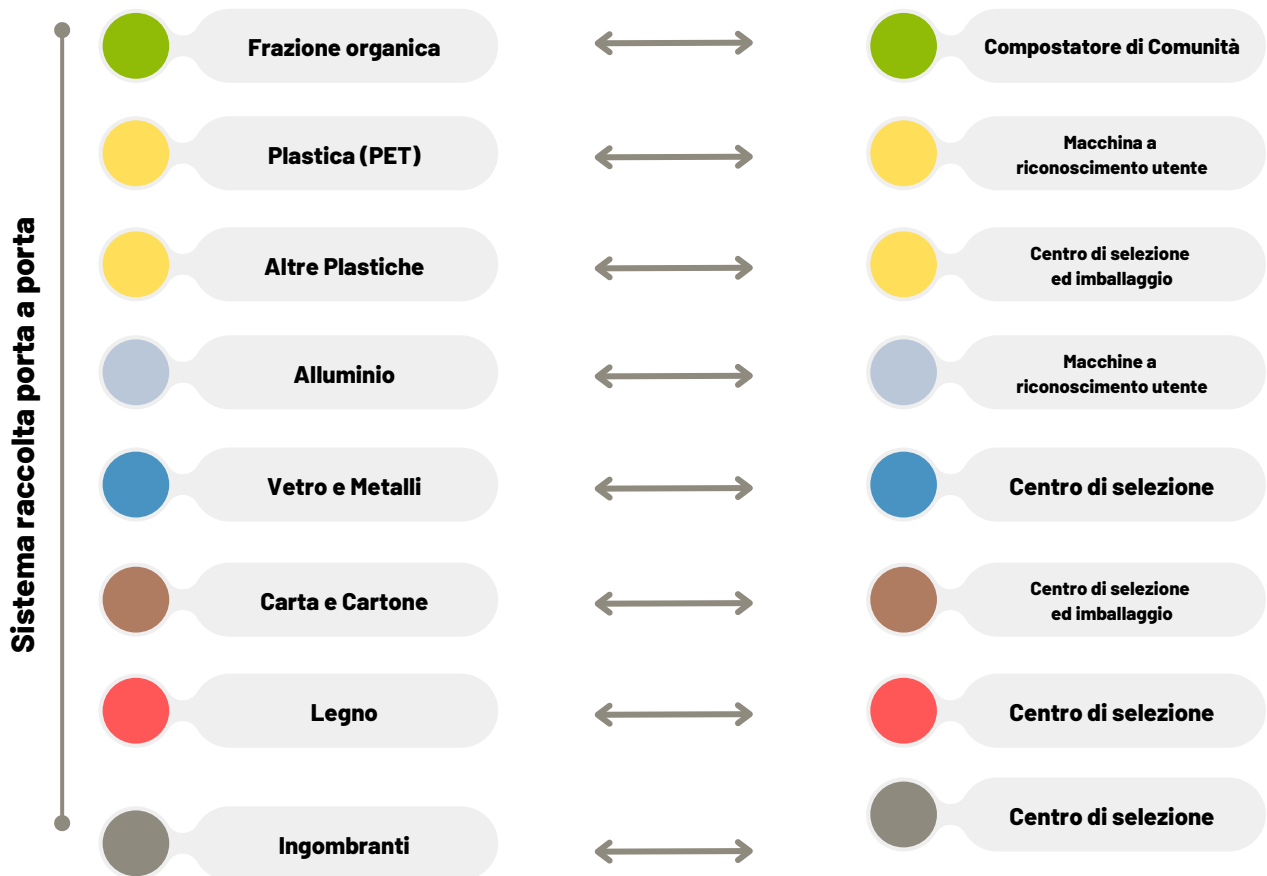 Sistema raccolta porta a porta
Frazione organica
Compostatore di Comunità
Plastica (PET)
Macchina a
riconoscimento utente
Altre Plastiche
Centro di selezione
ed imballaggio
Alluminio
Macchine a
riconoscimento utente
Vetro e Metalli
Centro di selezione
Carta e Cartone
Centro di selezione
ed imballaggio
Legno
Centro di selezione
Ingombranti
Centro di selezione